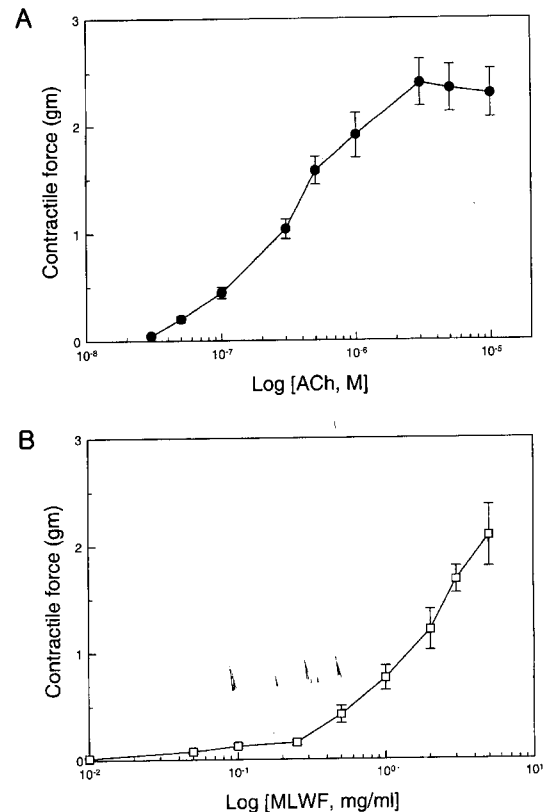 A
3
2
1
0
Contractile force (gm)
10-8
10-7
10-6
10-5
Log [ACh, M]
B
3
2
1
0
Contractile force (gm)
10-2
10-1
100
101
Log [MLWF, mg/ml]